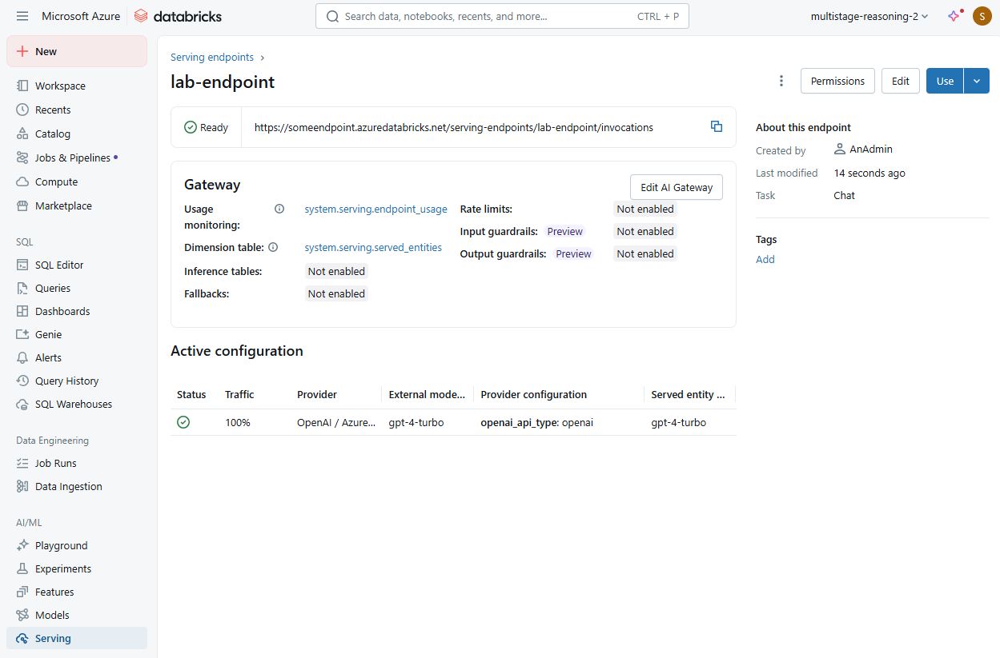 Microsoft Azure
databricks
Search data, notebooks, recents, and more...
CTRL + P
multistage-reasoning-2
S
New
Workspace
Recents
Catalog
Jobs & Pipelines
Compute
Marketplace
SQL
SQL Editor
Queries
Dashboards
Genie
Alerts
Query History
SQL Warehouses
Data Engineering
Job Runs
Data Ingestion
AI/ML
Playground
Experiments
Features
Models
Serving
Serving endpoints ›
lab-endpoint
Permissions
Edit
Use
Ready
https://someendpoint.azuredatabricks.net/serving-endpoints/lab-endpoint/invocations
Gateway
Edit AI Gateway
Usage
monitoring:
system.serving.endpoint_usage
Dimension table:
system.serving.served_entities
Inference tables:
Not enabled
Fallbacks:
Not enabled
Rate limits:
Not enabled
Input guardrails: Preview
Not enabled
Output guardrails: Preview
Not enabled
Active configuration
Status Traffic Provider External mode... Provider configuration Served entity ...
100% OpenAI / Azure... gpt-4-turbo openai_api_type: openai gpt-4-turbo
About this endpoint
Created by AnAdmin
Last modified 14 seconds ago
Task Chat
Tags
Add